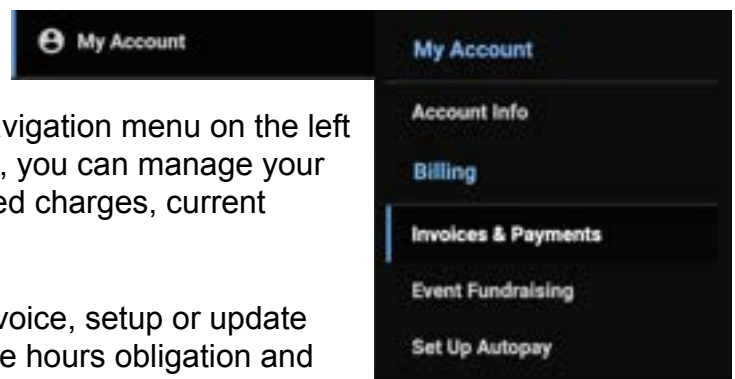 My Account
My Account
Account Info
Billing
Invoices & Payments
Event Fundraising
Set Up Autopay
vigation menu on the left
, you can manage your
ed charges, current
voice, setup or update
e hours obligation and